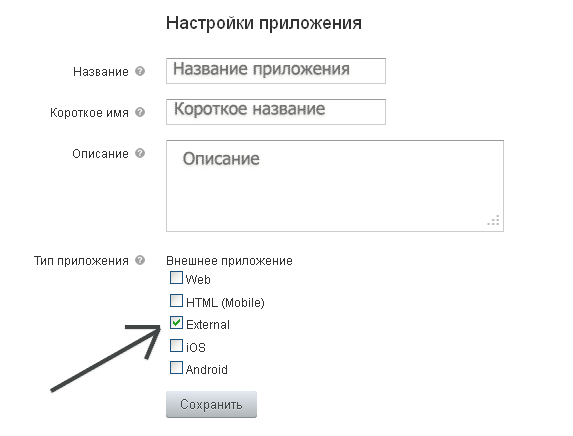 Настройки приложения
Название ? Название приложения
Короткое имя ? Короткое название
Описание ? Описание
Тип приложения ? Внешнее приложение
Web
HTML (Mobile)
External
iOS
Android
Сохранить